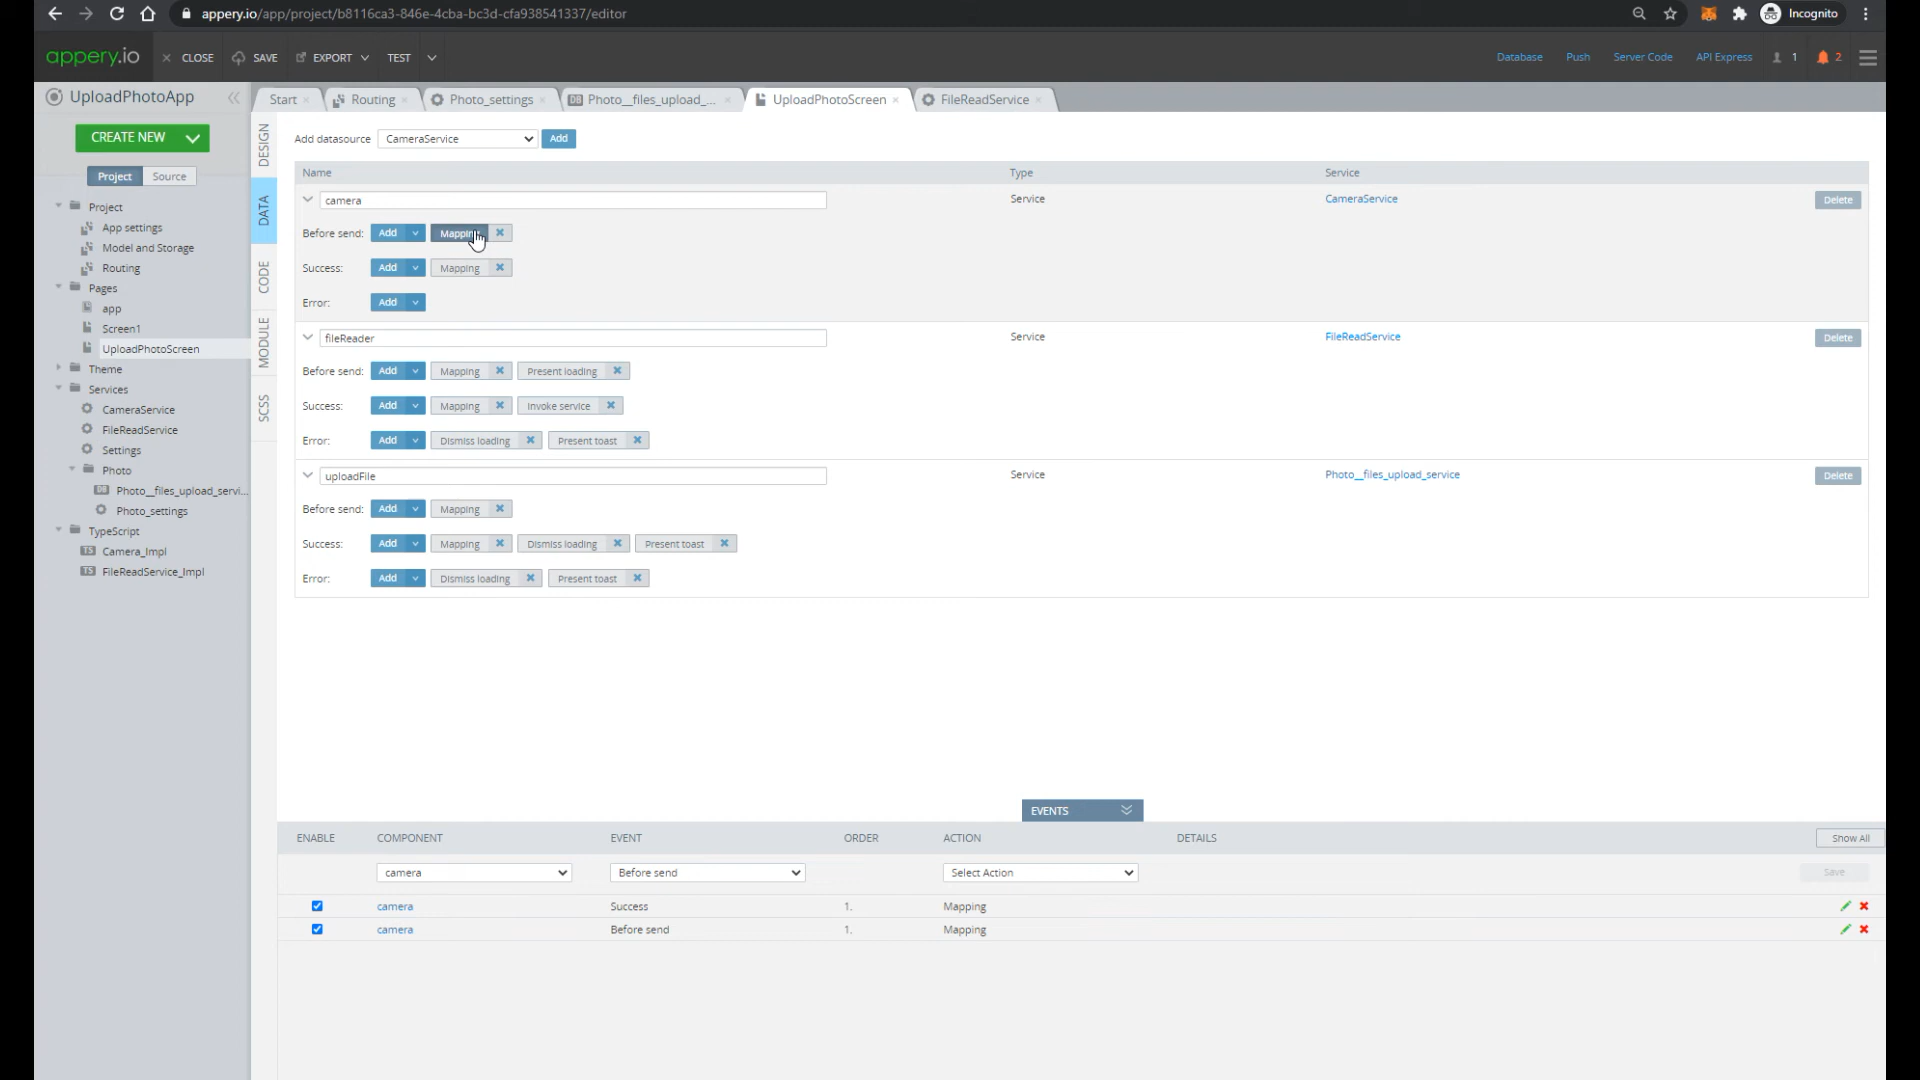 appery.io/app/project/b8116ca3-846e-4cba-bc3d-cfa938541337/editor
Incognito
appery.io
CLOSE
SAVE
EXPORT
TEST
Database
Push
Server Code
API Express
1
2
UploadPhotoApp
Start
Routing
Photo_settings
Photo__files_upload_...
UploadPhotoScreen
FileReadService
CREATE NEW
Project
Source
Project
App settings
Model and Storage
Routing
Pages
app
Screen1
UploadPhotoScreen
Theme
Services
CameraService
FileReadService
Settings
Photo
Photo__files_upload_servi...
Photo_settings
TypeScript
TS Camera_Impl
TS FileReadService_Impl
DESIGN
DATA
CODE
MODULE
SCSS
Add datasource CameraService Add
Name Type Service
camera Service CameraService Delete
Before send: Add Mapping
Success: Add Mapping
Error: Add
fileReader Service FileReadService Delete
Before send: Add Mapping Present loading
Success: Add Mapping Invoke service
Error: Add Dismiss loading Present toast
uploadFile Service Photo__files_upload_service Delete
Before send: Add Mapping
Success: Add Mapping Dismiss loading Present toast
Error: Add Dismiss loading Present toast
EVENTS
ENABLE COMPONENT EVENT ORDER ACTION DETAILS Show All
camera Before send Select Action Save
camera Success 1. Mapping
camera Before send 1. Mapping